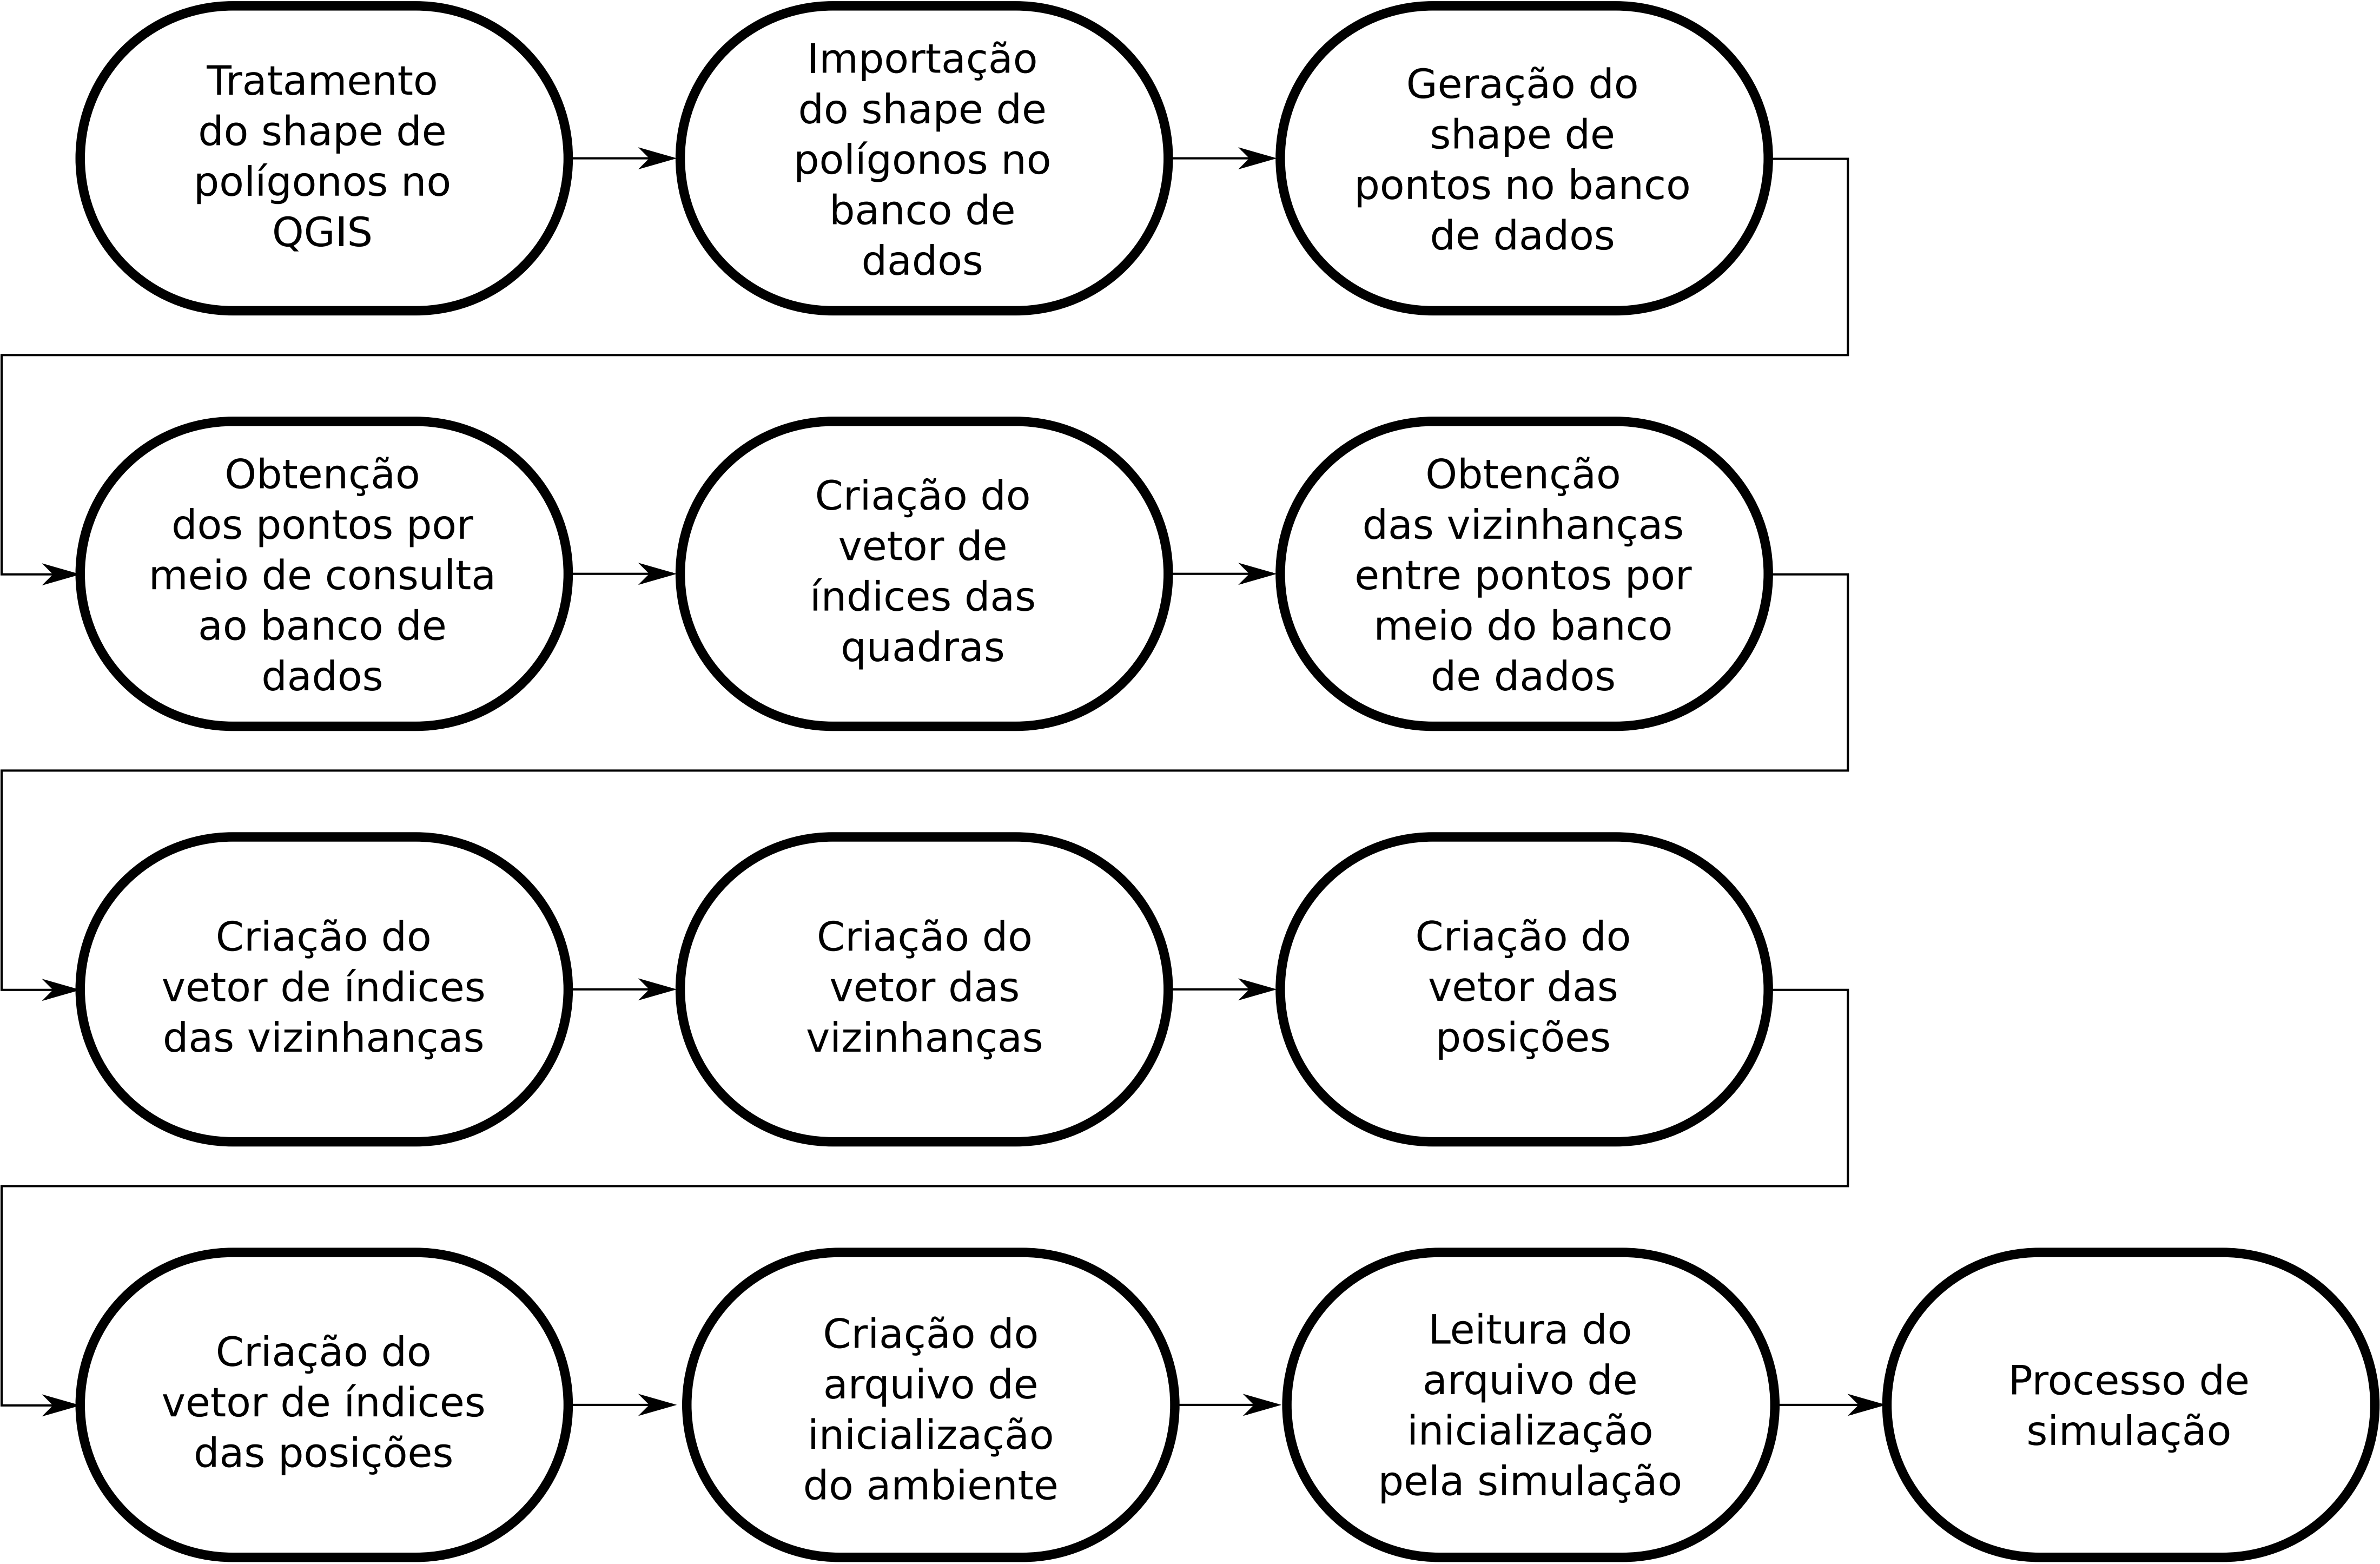 Tratamento
do shape de
polígonos no
QGIS
Importação
do shape de
polígonos no
banco de
dados
Geração do
shape de
pontos no banco
de dados
Obtenção
dos pontos por
meio de consulta
ao banco de
dados
Criação do
vetor de
índices das
quadras
Obtenção
das vizinhanças
entre pontos por
meio do banco
de dados
Criação do
vetor de índices
das vizinhanças
Criação do
vetor das
vizinhanças
Criação do
vetor das
posições
Criação do
vetor de índices
das posições
Criação do
arquivo de
inicialização
do ambiente
Leitura do
arquivo de
inicialização
pela simulação
Processo de
simulação